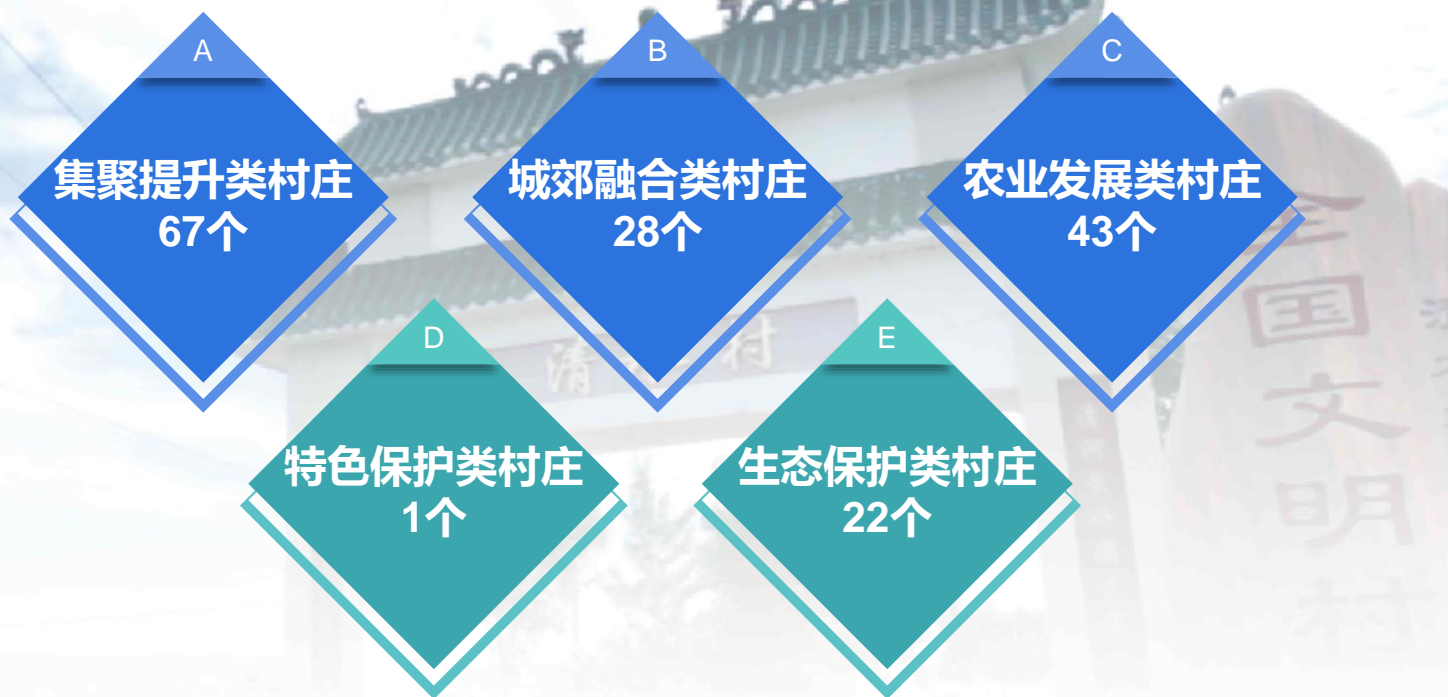 A
集聚提升类村庄
67个
B
城郊融合类村庄
28个
C
农业发展类村庄
43个
D
特色保护类村庄
1个
E
生态保护类村庄
22个
全国文明村